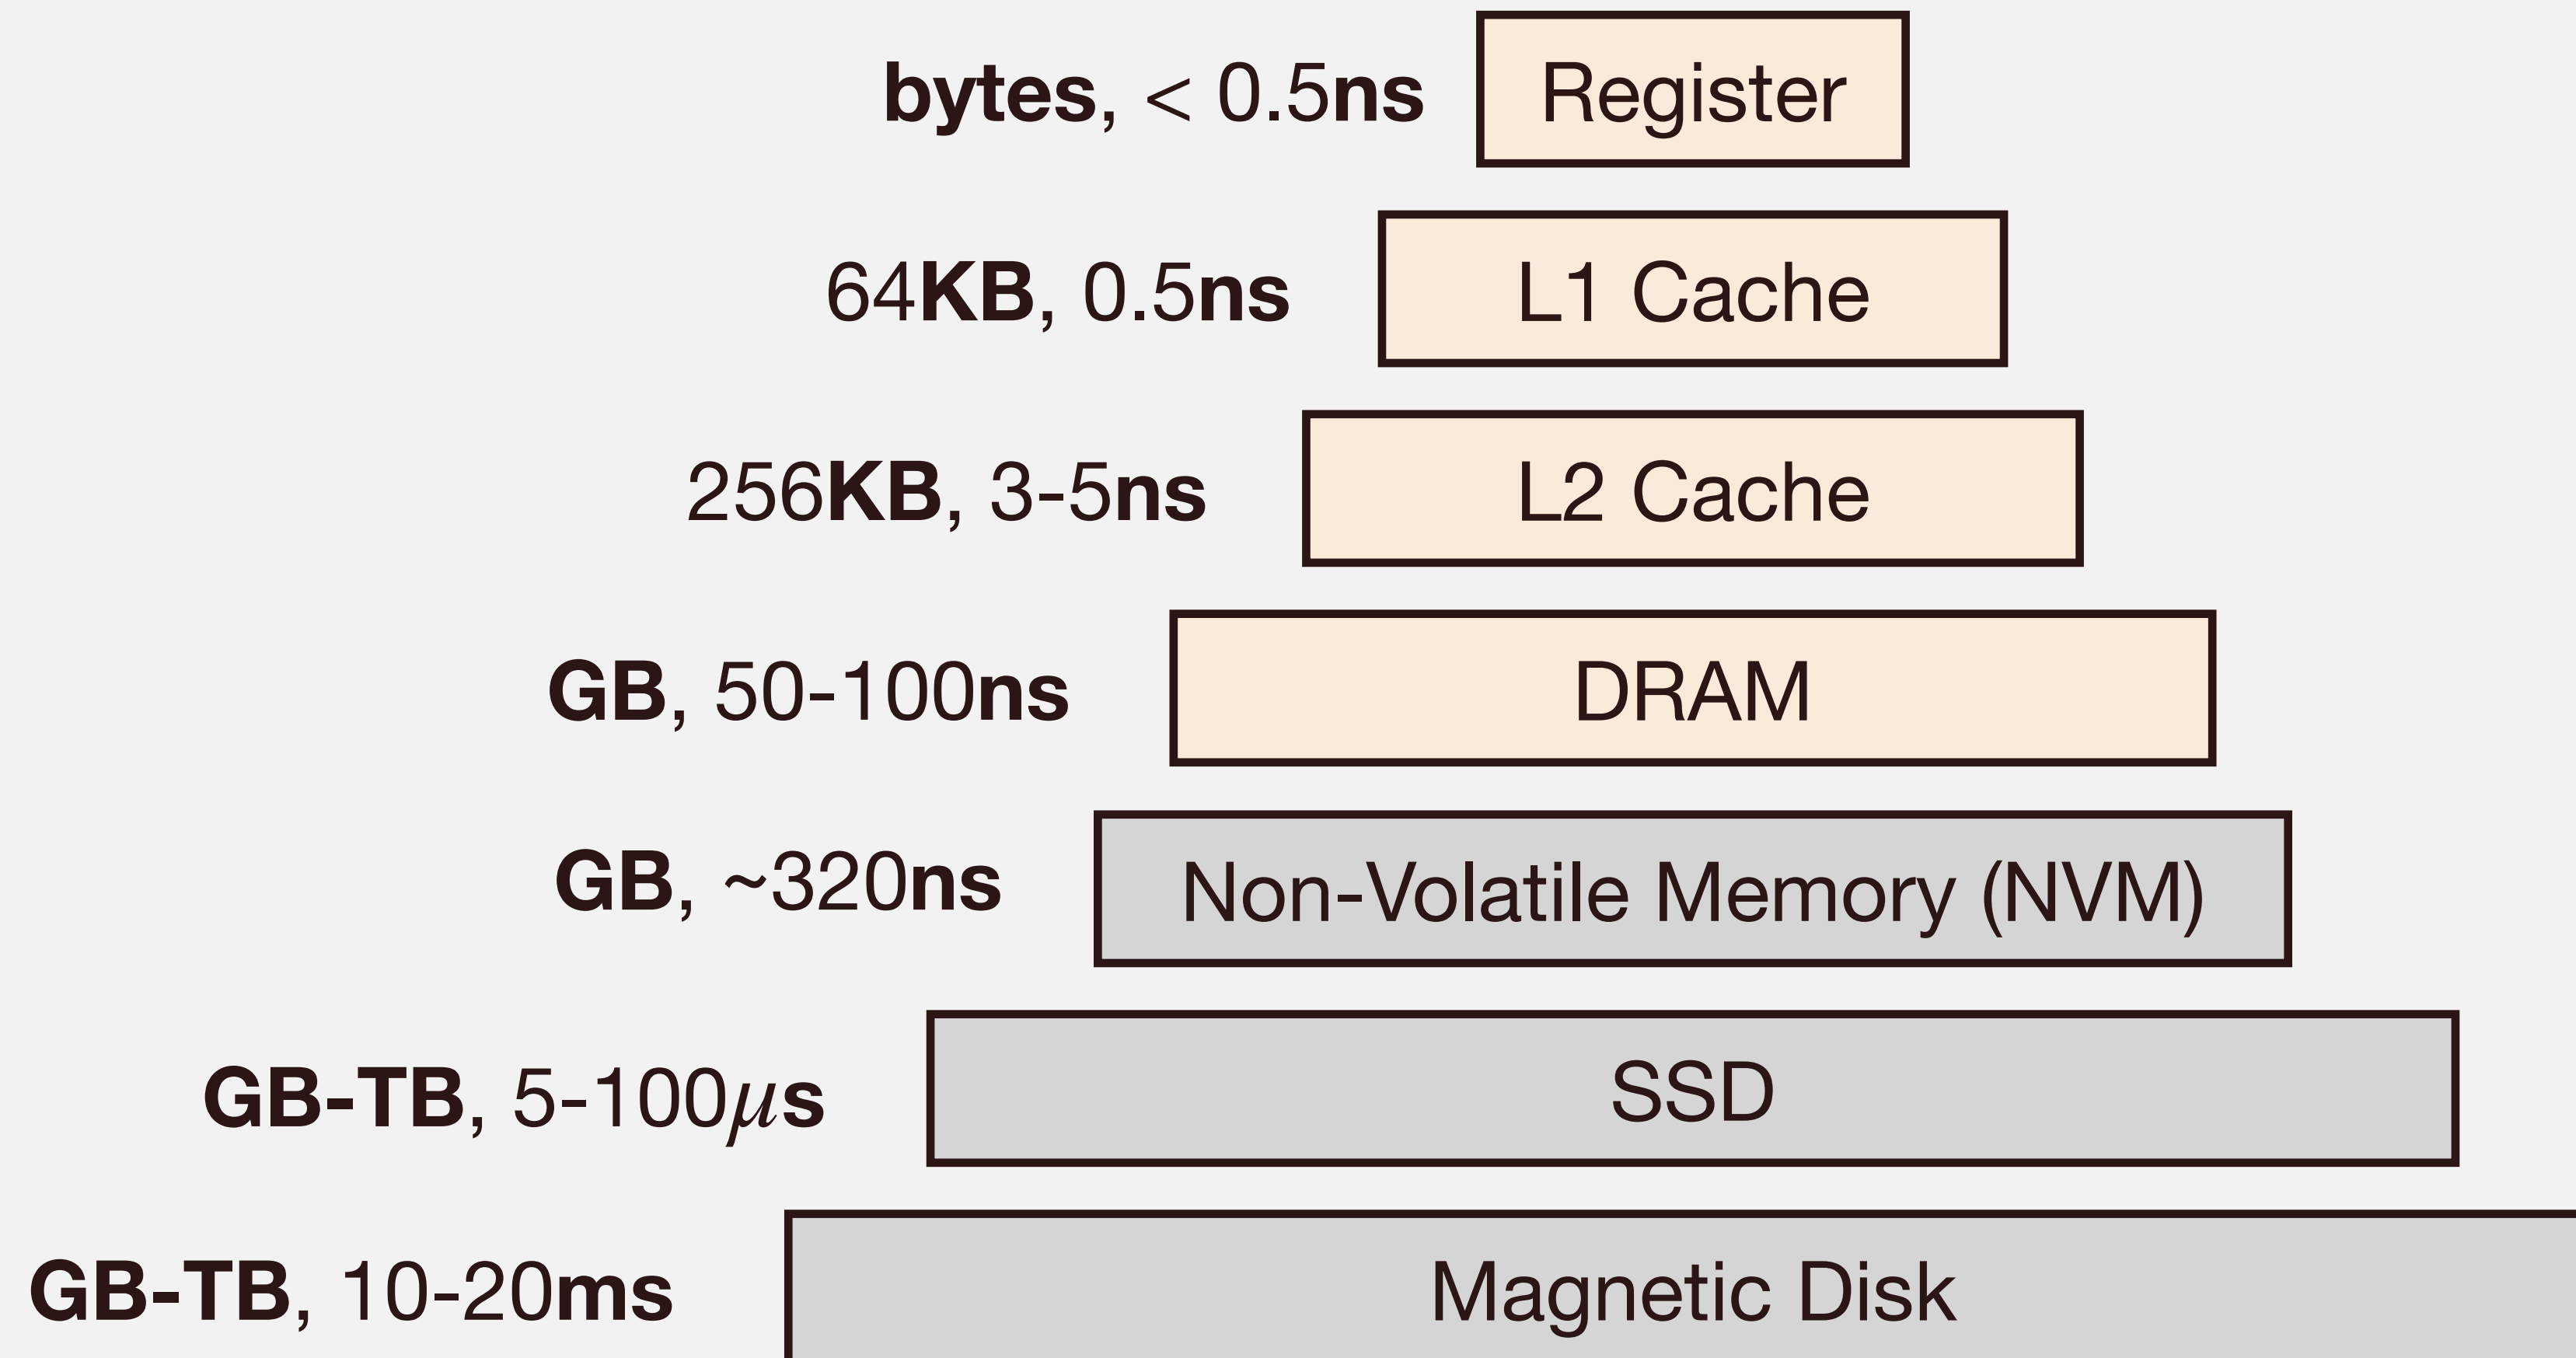 bytes, < 0.5ns Register
64KB, 0.5ns L1 Cache
256KB, 3-5ns L2 Cache
GB, 50-100ns DRAM
GB, ~320ns Non-Volatile Memory (NVM)
GB-TB, 5-100μs SSD
GB-TB, 10-20ms Magnetic Disk